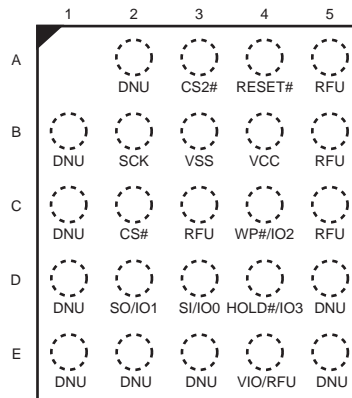 1 2 3 4 5
A
DNU CS2# RESET# RFU
B
DNU SCK VSS VCC RFU
C
DNU CS# RFU WP#/IO2 RFU
D
DNU SO/IO1 SI/IO0 HOLD#/IO3 DNU
E
DNU DNU DNU VIO/RFU DNU